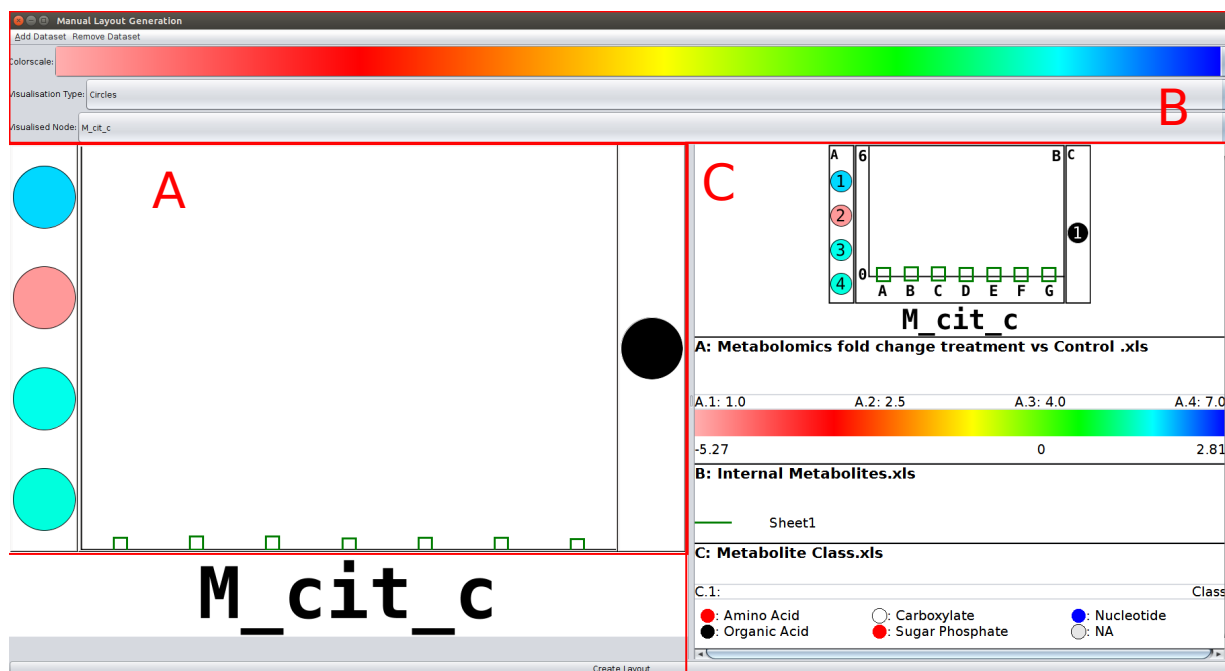 Manual Layout Generation
Add Dataset Remove Dataset
Colorscale:
Visualisation Type: Circles
Visualised Node: M_cit_c
B
A
C
A 6 B C
1
2
1
3
4
0
A B C D E F G
M_cit_c
A: Metabolomics fold change treatment vs Control .xls
A.1: 1.0 A.2: 2.5 A.3: 4.0 A.4: 7.0
-5.27 0 2.81
B: Internal Metabolites.xls
Sheet1
C: Metabolite Class.xls
C.1: Class
: Amino Acid : Carboxylate : Nucleotide
: Organic Acid : Sugar Phosphate : NA
M_cit_c
Create Layout